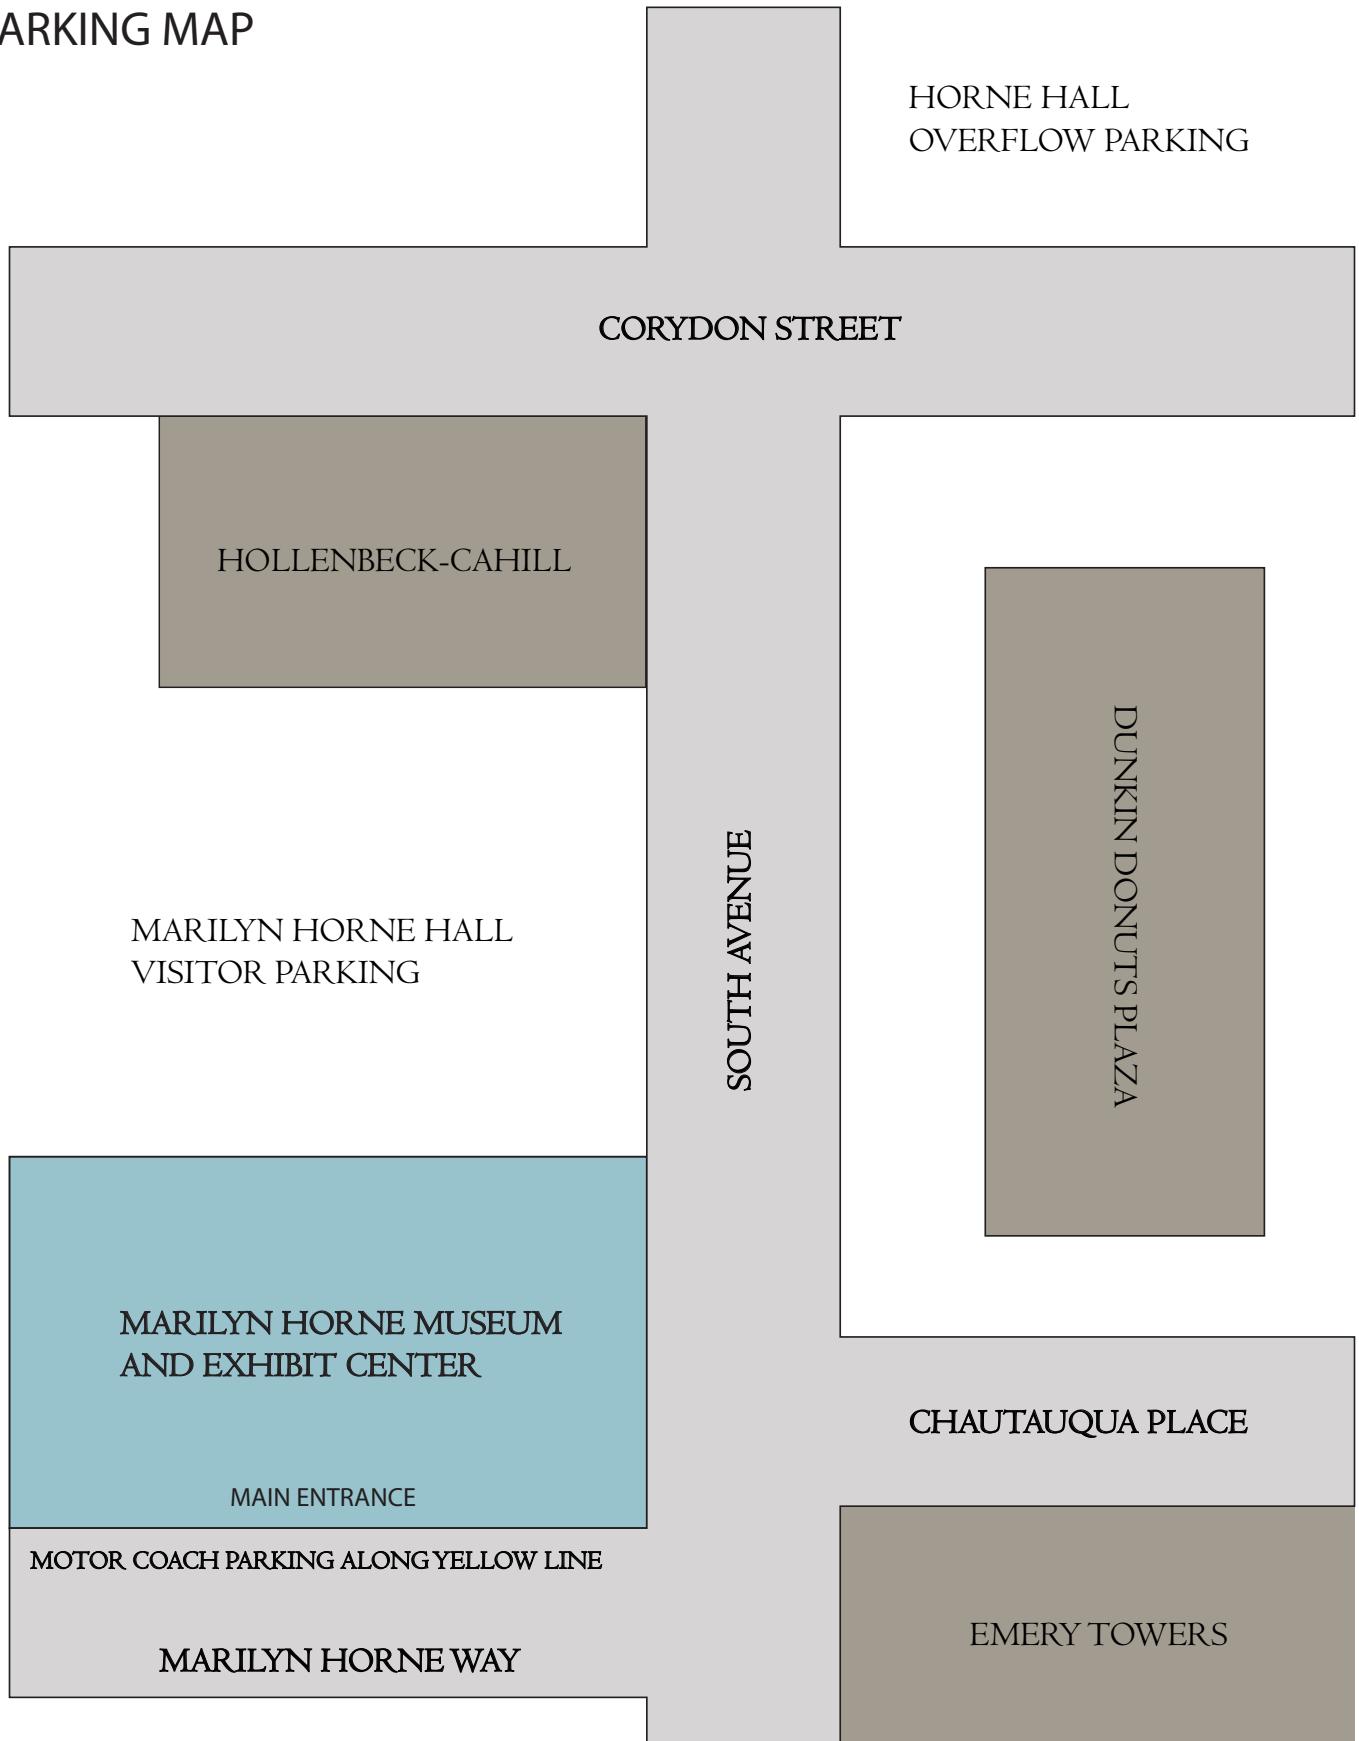 ARKING MAP
HORNE HALL
OVERFLOW PARKING
CORYDON STREET
HOLLENBECK-CAHILL
DUNKIN DONUTS PLAZA
SOUTH AVENUE
MARILYN HORNE HALL
VISITOR PARKING
MARILYN HORNE MUSEUM
AND EXHIBIT CENTER
CHAUTAUQUA PLACE
MAIN ENTRANCE
MOTOR COACH PARKING ALONG YELLOW LINE
EMERY TOWERS
MARILYN HORNE WAY